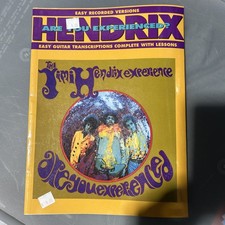 EASY RECORDED VERSIONS
HENDRIX
ARE YOU EXPERIENCED?
EASY GUITAR TRANSCRIPTIONS COMPLETE WITH LESSONS
The
Jimi Hendrix experience
are you experienced